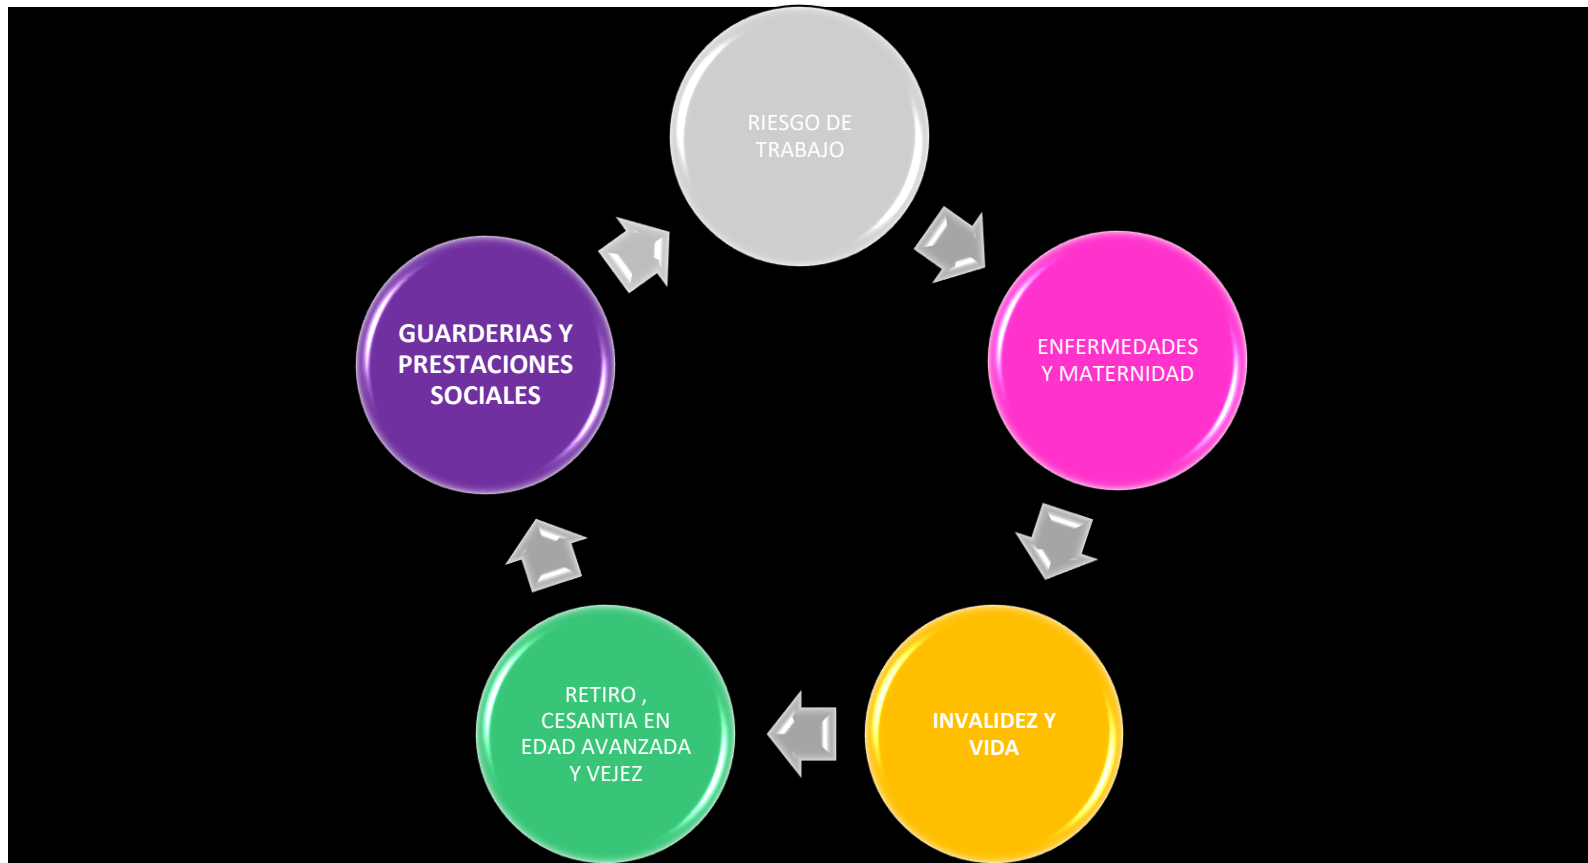 RIESGO DE
TRABAJO
ENFERMEDADES
Y MATERNIDAD
INVALIDEZ Y
VIDA
RETIRO ,
CESANTIA EN
EDAD AVANZADA
Y VEJEZ
GUARDERIAS Y
PRESTACIONES
SOCIALES